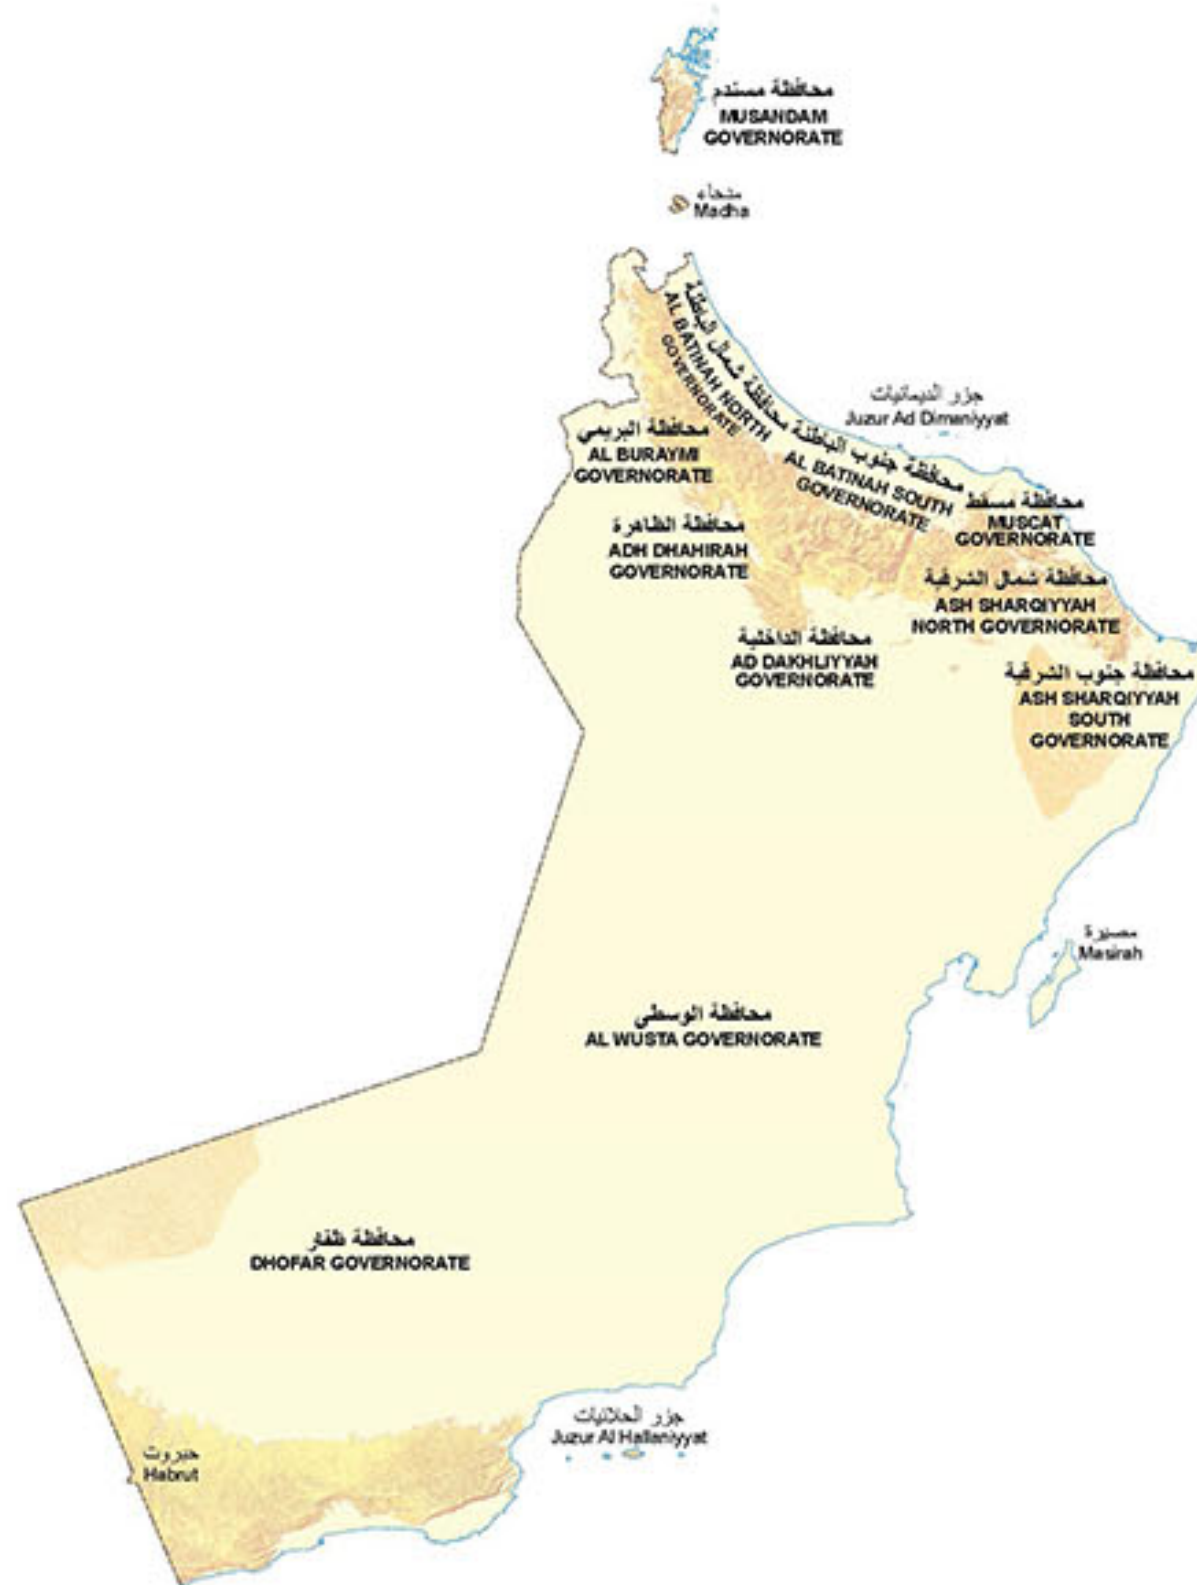 محافظة مسندم
MUSANDAM
GOVERNORATE
مدحاء
Madha
محافظة شمال الباطنة
AL BATINAH NORTH
GOVERNORATE
جزر الديمانيات
Juzur Ad Dimaniyyat
محافظة البريمي
AL BURAYMI
GOVERNORATE
محافظة جنوب الباطنة
AL BATINAH SOUTH
GOVERNORATE
محافظة مسقط
MUSCAT
GOVERNORATE
محافظة الظاهرة
ADH DHAHIRAH
GOVERNORATE
محافظة شمال الشرقية
ASH SHARQIYYAH
NORTH GOVERNORATE
محافظة الداخلية
AD DAKHLIYYAH
GOVERNORATE
محافظة جنوب الشرقية
ASH SHARQIYYAH
SOUTH
GOVERNORATE
مصيرة
Masirah
محافظة الوسطى
AL WUSTA GOVERNORATE
محافظة ظفار
DHOFAR GOVERNORATE
جزر الحلانيات
Juzur Al Hallaniyyat
حبروت
Habrut